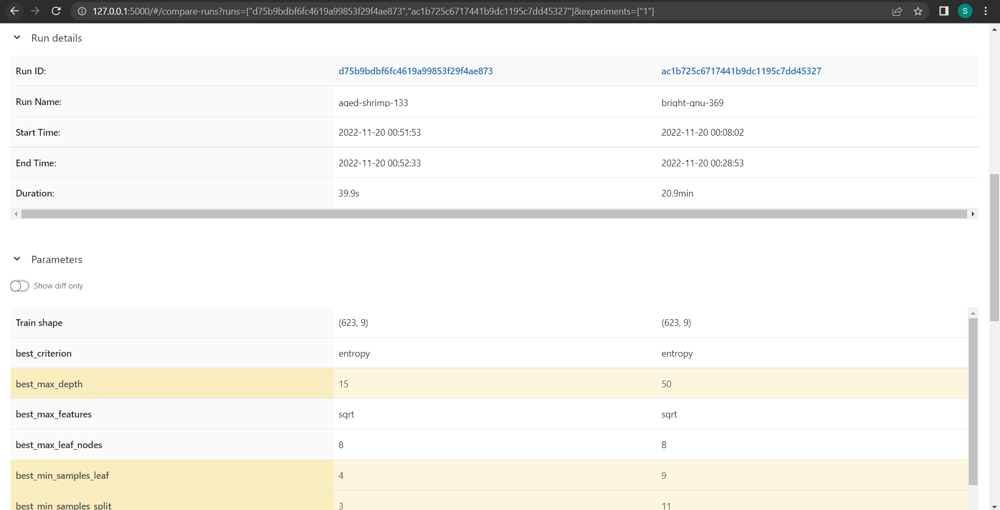 127.0.0.1:5000/#/compare-runs?runs=["d75b9bdbf6fc4619a99853f29f4ae873","ac1b725c6717441b9dc1195c7dd45327"]&experiments=["1"]
S
Run details
Run ID: d75b9bdbf6fc4619a99853f29f4ae873 ac1b725c6717441b9dc1195c7dd45327
Run Name: aged-shrimp-133 bright-gnu-369
Start Time: 2022-11-20 00:51:53 2022-11-20 00:08:02
End Time: 2022-11-20 00:52:33 2022-11-20 00:28:53
Duration: 39.9s 20.9min
Parameters
Show diff only
Train shape (623, 9) (623, 9)
best_criterion entropy entropy
best_max_depth 15 50
best_max_features sqrt sqrt
best_max_leaf_nodes 8 8
best_min_samples_leaf 4 9
best_min_samples_split 3 11